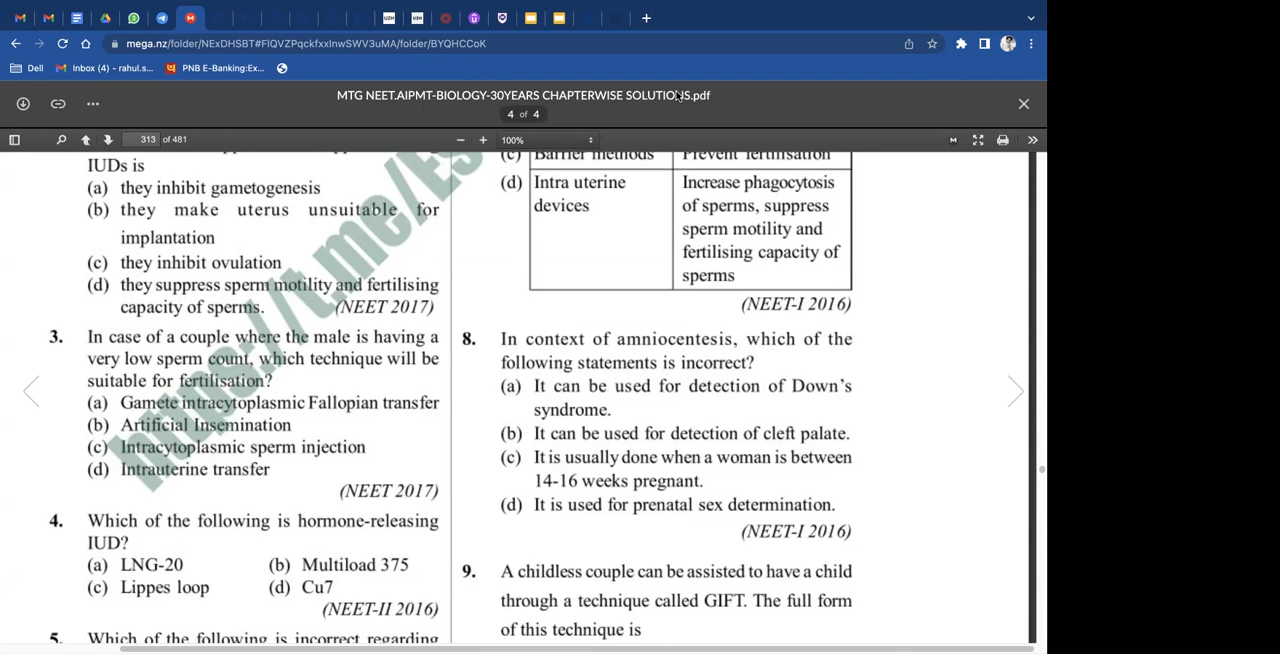 mega.nz/folder/NExDHSBT#FlQVZPqckfxxInwSWV3uMA/folder/BYQHCCoK
Dell
Inbox (4) - rahul.s...
PNB E-Banking:Ex...
MTG NEET.AIPMT-BIOLOGY-30YEARS CHAPTERWISE SOLUTIONS.pdf
4 of 4
313 of 481
100%
IUDs is
(a) they inhibit gametogenesis
(b) they make uterus unsuitable for
implantation
(c) they inhibit ovulation
(d) they suppress sperm motility and fertilising
capacity of sperms. (NEET 2017)
3. In case of a couple where the male is having a
very low sperm count, which technique will be
suitable for fertilisation?
(a) Gamete intracytoplasmic Fallopian transfer
(b) Artificial Insemination
(c) Intracytoplasmic sperm injection
(d) Intrauterine transfer
(NEET 2017)
4. Which of the following is hormone-releasing
IUD?
(a) LNG-20 (b) Multiload 375
(c) Lippes loop (d) Cu7
(NEET-II 2016)
5. Which of the following is incorrect regarding
(c) Barrier methods Prevent fertilisation
(d) Intra uterine Increase phagocytosis
devices of sperms, suppress
sperm motility and
fertilising capacity of
sperms
(NEET-I 2016)
8. In context of amniocentesis, which of the
following statements is incorrect?
(a) It can be used for detection of Down's
syndrome.
(b) It can be used for detection of cleft palate.
(c) It is usually done when a woman is between
14-16 weeks pregnant.
(d) It is used for prenatal sex determination.
(NEET-I 2016)
9. A childless couple can be assisted to have a child
through a technique called GIFT. The full form
of this technique is
https://t.me/Es